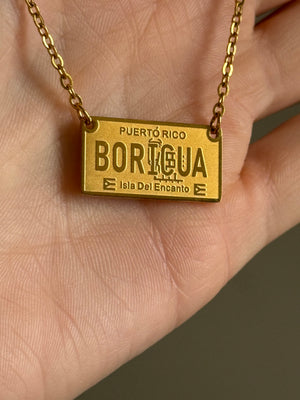 PUERTO RICO
BORICUA
Isla Del Encanto